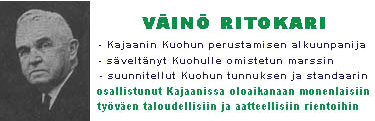 VÄINÖ RITOKARI
- Kajaanin Kuohun perustamisen alkuunpanija
- säveltänyt Kuohulle omistetun marssin
- suunnitellut Kuohun tunnuksen ja standaarin
osallistunut Kajaanissa oloaikanaan monenlaisiin
työväen taloudellisiin ja aatteellisiin rientoihin